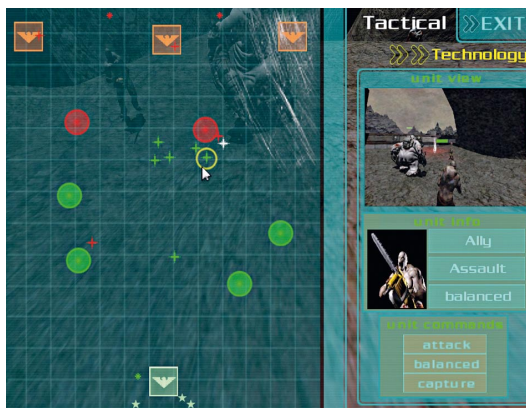 Tactical
EXIT
Technology
unit view
unit info
Ally
Assault
balanced
unit commands
attack
balanced
capture